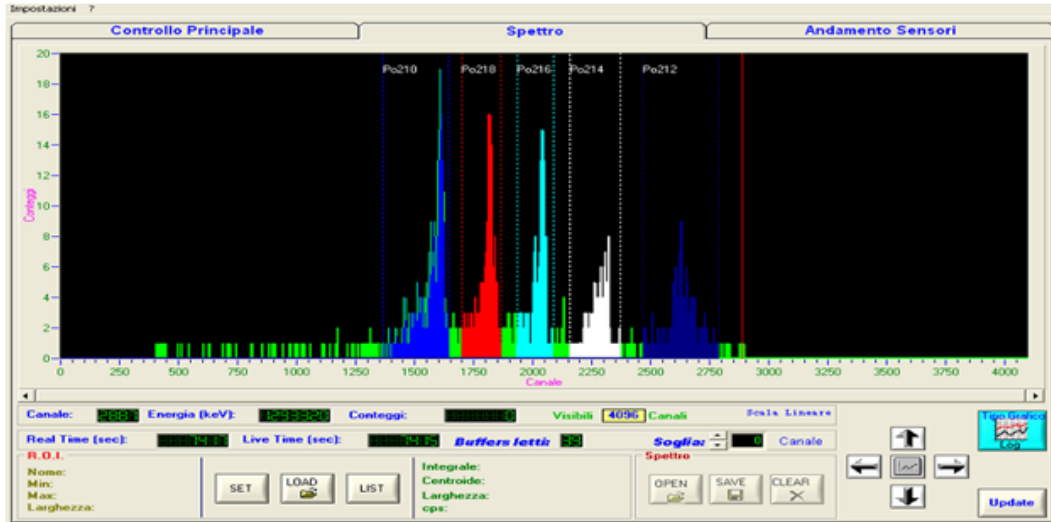 Impostazioni ?
Controllo Principale Spettro Andamento Sensori
20
18
16
14
12
10
8
6
4
2
0
Conteggi
Po210 Po218 Po216 Po214 Po212
0 250 500 750 1000 1250 1500 1750 2000 2250 2500 2750 3000 3250 3500 3750 4000
Canale
Canale: 2887 Energia (keV): Conteggi: 0 Visibili 4096 Canali Scala Lineare
Real Time (sec): Live Time (sec): Buffers letti: 39 Soglia: 0 Canale
R.O.I.
Nome:
Min:
Max:
Larghezza:
SET LOAD LIST
Integrale:
Centroide:
Larghezza:
cps:
Spettro
OPEN SAVE CLEAR
Tipo Grafico
Log
Update